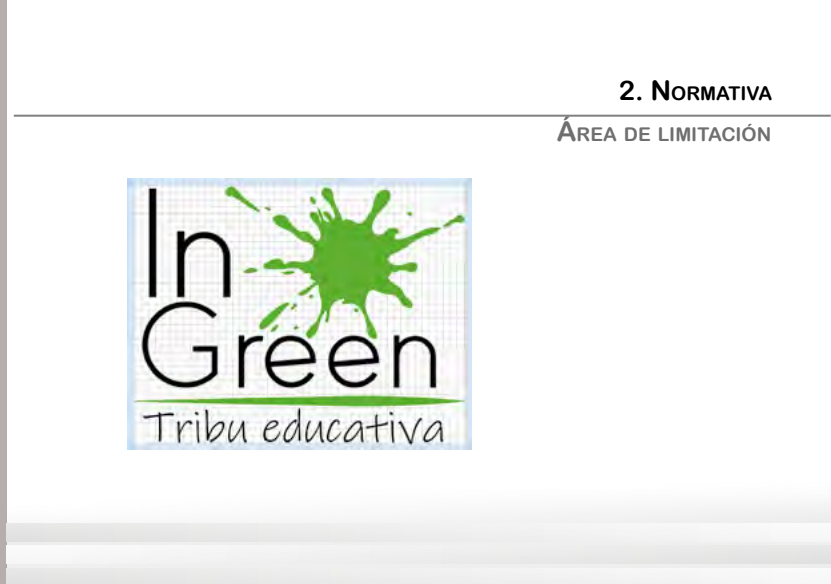 2. Normativa
Área de limitación
In
Green
Tribu educativa